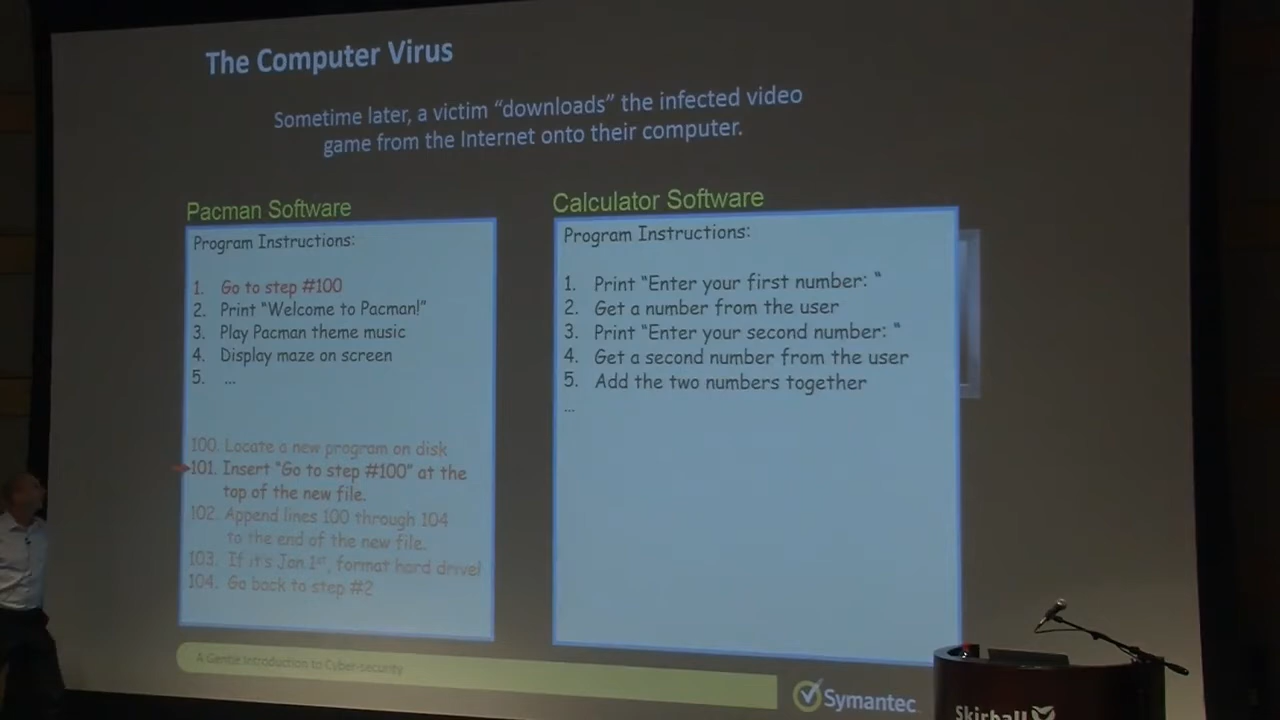 The Computer Virus
Sometime later, a victim “downloads” the infected video
game from the Internet onto their computer.
Pacman Software
Program Instructions:
1. Go to step #100
2. Print “Welcome to Pacman!”
3. Play Pacman theme music
4. Display maze on screen
5. ...
100. Locate a new program on disk
101. Insert “Go to step #100” at the
top of the new file.
102. Append lines 100 through 104
to the end of the new file.
103. If it's Jan 1st, format hard drive!
104. Go back to step #2
Calculator Software
Program Instructions:
1. Print “Enter your first number: “
2. Get a number from the user
3. Print “Enter your second number: “
4. Get a second number from the user
5. Add the two numbers together
...
A Gentle Introduction to Cyber-security
Symantec
Skirball